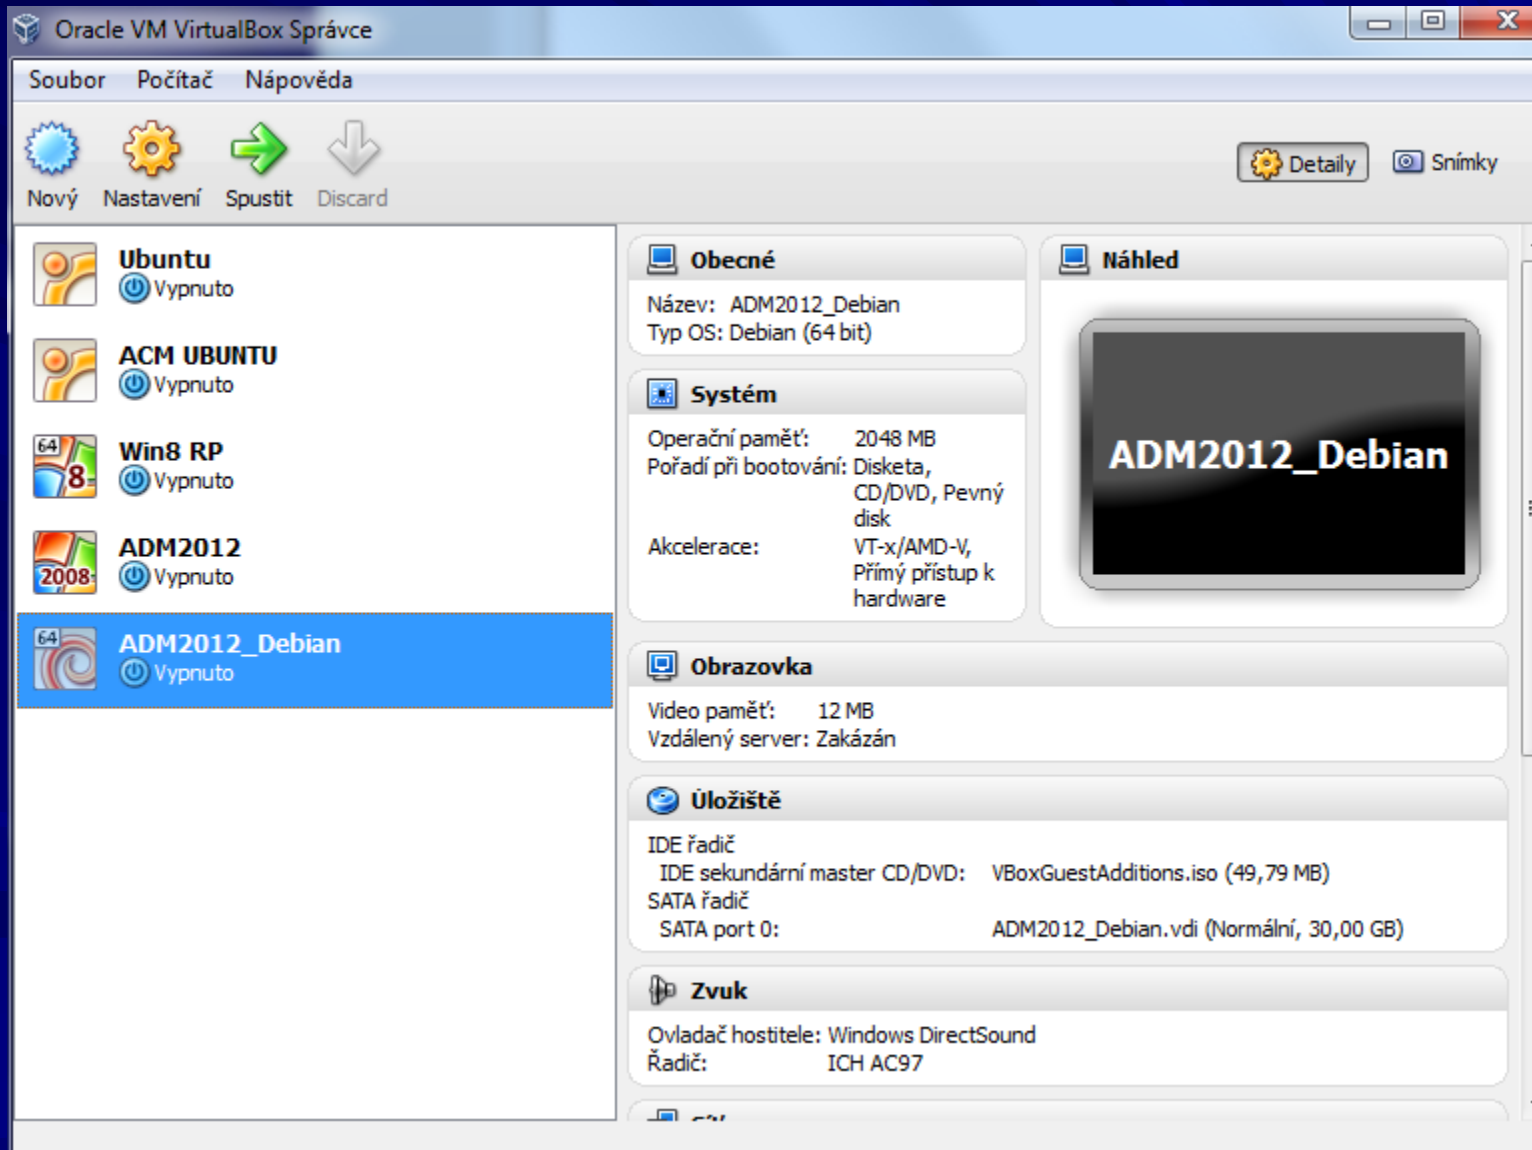 Oracle VM VirtualBox Správce
Soubor Počítač Nápověda
Nový Nastavení Spustit Discard
Detaily Snímky
Ubuntu
Vypnuto
ACM UBUNTU
Vypnuto
64
8
Win8 RP
Vypnuto
2008
ADM2012
Vypnuto
64
ADM2012_Debian
Vypnuto
Obecné
Název: ADM2012_Debian
Typ OS: Debian (64 bit)
Systém
Operační paměť: 2048 MB
Pořadí při bootování: Disketa,
CD/DVD, Pevný
disk
Akcelerace: VT-x/AMD-V,
Přímý přístup k
hardware
Náhled
ADM2012_Debian
Obrazovka
Video paměť: 12 MB
Vzdálený server: Zakázán
Úložiště
IDE řadič
IDE sekundární master CD/DVD: VBoxGuestAdditions.iso (49,79 MB)
SATA řadič
SATA port 0: ADM2012_Debian.vdi (Normální, 30,00 GB)
Zvuk
Ovladač hostitele: Windows DirectSound
Řadič: ICH AC97